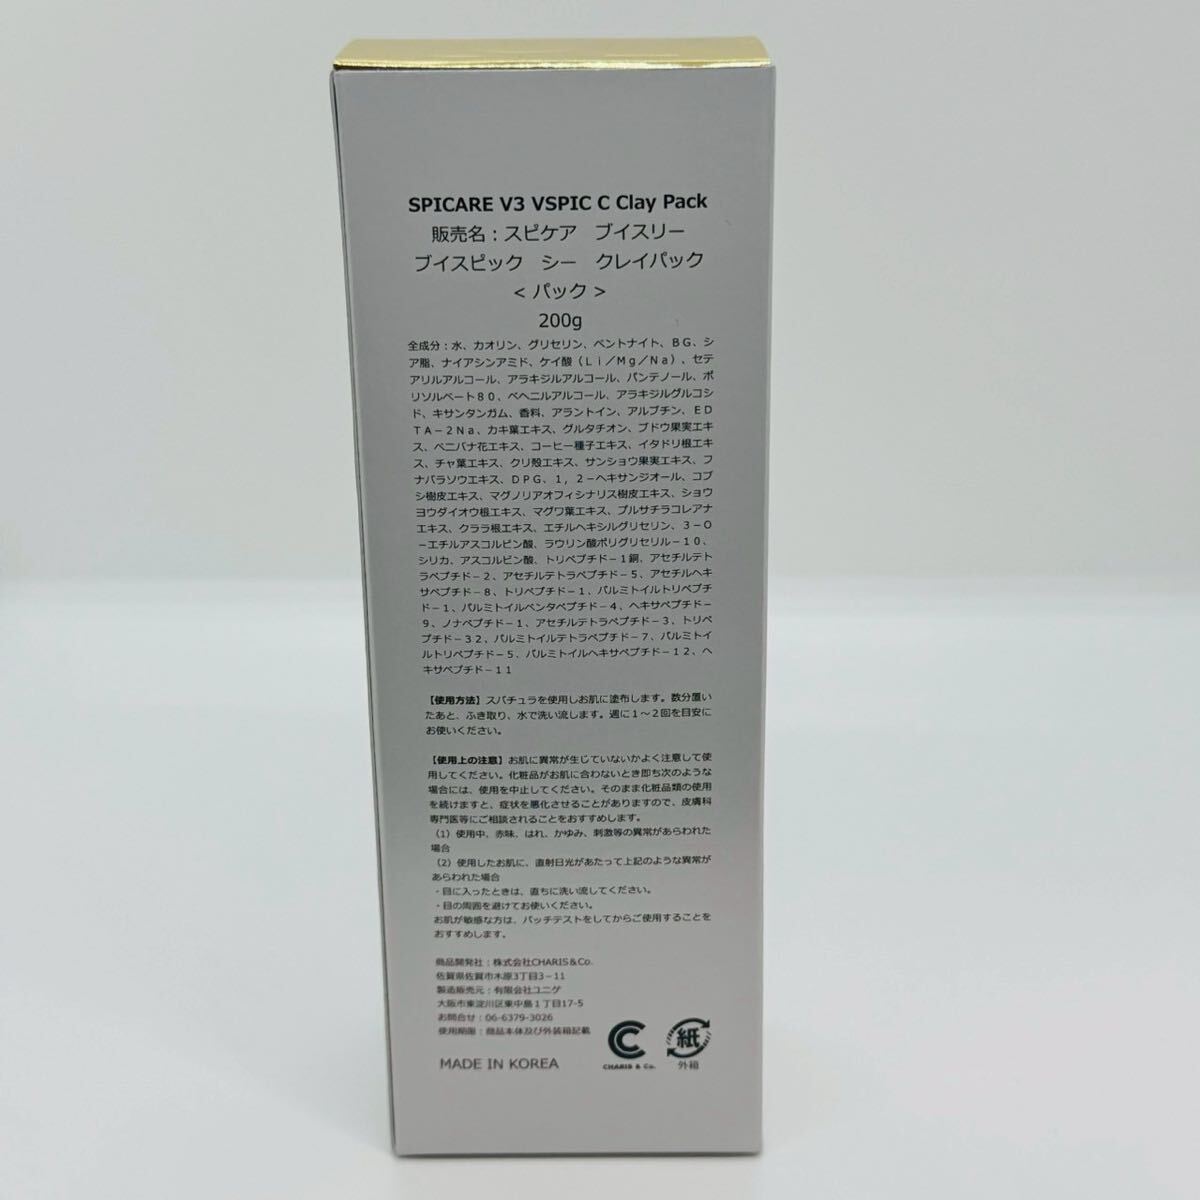 SPICARE V3 VSPIC C Clay Pack
販売名：スピケア　ブイスリー
ブイスピック　シー　クレイパック
＜パック＞
200g
全成分：水、カオリン、グリセリン、ベントナイト、ＢＧ、シ
ア脂、ナイアシンアミド、ケイ酸（Ｌｉ／Ｍｇ／Ｎａ）、セテ
アリルアルコール、アラキジルアルコール、パンテノール、ポ
リソルベート８０、ベヘニルアルコール、アラキジルグルコシ
ド、キサンタンガム、香料、アラントイン、アルブチン、ＥＤ
ＴＡ－２Ｎａ、カキ葉エキス、グルタチオン、ブドウ果実エキ
ス、ベニバナ花エキス、コーヒー種子エキス、イタドリ根エキ
ス、チャ葉エキス、クリ殻エキス、サンショウ果実エキス、フ
ナバラソウエキス、ＤＰＧ、１，２－ヘキサンジオール、コブ
シ樹皮エキス、マグノリアオフィシナリス樹皮エキス、ショウ
ヨウダイオウ根エキス、マグワ葉エキス、プルサチラコレアナ
エキス、クララ根エキス、エチルヘキシルグリセリン、３－Ｏ
－エチルアスコルビン酸、ラウリン酸ポリグリセリル－１０、
シリカ、アスコルビン酸、トリペプチド－１銅、アセチルテト
ラペプチド－２、アセチルテトラペプチド－５、アセチルヘキ
サペプチド－８、トリペプチド－１、パルミトイルトリペプチ
ド－１、パルミトイルペンタペプチド－４、ヘキサペプチド－
９、ノナペプチド－１、アセチルテトラペプチド－３、トリペ
プチド－３２、パルミトイルテトラペプチド－７、パルミトイ
ルトリペプチド－５、パルミトイルヘキサペプチド－１２、ヘ
キサペプチド－１１
【使用方法】スパチュラを使用しお肌に塗布します。数分置い
たあと、ふき取り、水で洗い流します。週に１〜２回を目安に
お使いください。
【使用上の注意】お肌に異常が生じていないかよく注意して使
用してください。化粧品がお肌に合わないとき即ち次のような
場合には、使用を中止してください。そのまま化粧品類の使用
を続けますと、症状を悪化させることがありますので、皮膚科
専門医等にご相談されることをおすすめします。
（1）使用中、赤味、はれ、かゆみ、刺激等の異常があらわれた
場合
（2）使用したお肌に、直射日光があたって上記のような異常が
あらわれた場合
・目に入ったときは、直ちに洗い流してください。
・目の周囲を避けてお使いください。
お肌が敏感な方は、パッチテストをしてからご使用することを
おすすめします。
商品開発社：株式会社CHARIS＆Co.
佐賀県佐賀市木原3丁目3－11
製造販売元：有限会社ユニゲ
大阪市東淀川区東中島１丁目17-5
お問合せ：06-6379-3026
使用期限：商品本体及び外装箱記載
MADE IN KOREA
CHARIS & Co.
紙
外箱